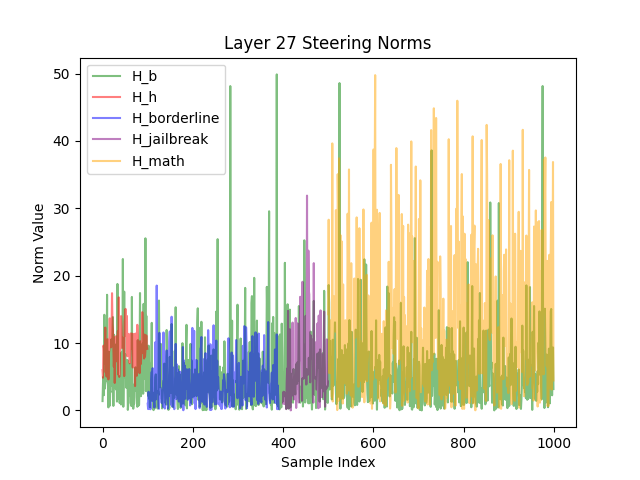 Layer 27 Steering Norms
H_b
H_h
H_borderline
H_jailbreak
H_math
Norm Value
50
40
30
20
10
0
0 200 400 600 800 1000
Sample Index